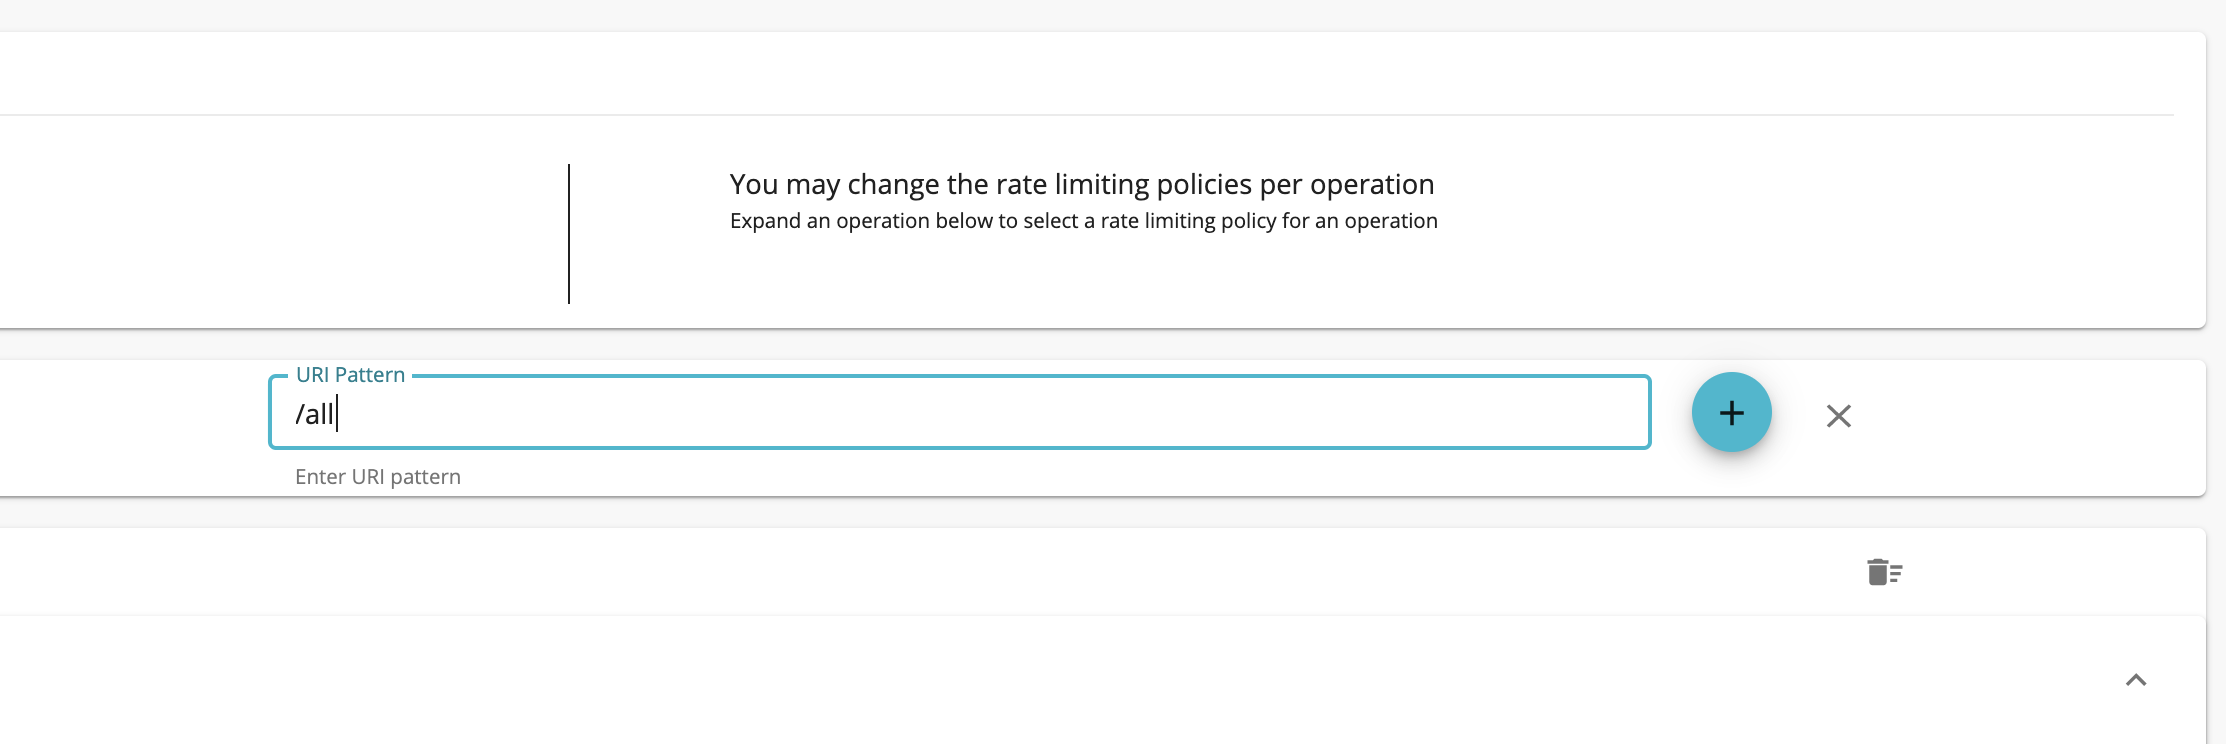 You may change the rate limiting policies per operation
Expand an operation below to select a rate limiting policy for an operation
URI Pattern
/all
Enter URI pattern